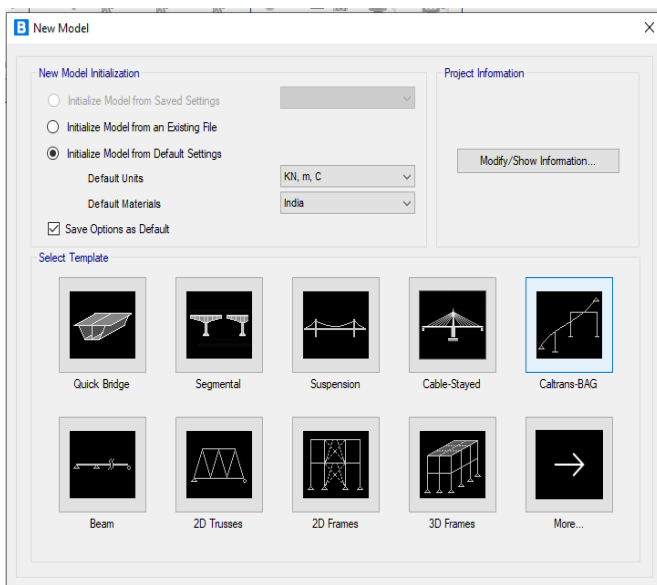 B New Model
New Model Initialization
Initialize Model from Saved Settings
Initialize Model from an Existing File
Initialize Model from Default Settings
Default Units
KN, m, C
Default Materials
India
Save Options as Default
Project Information
Modify/Show Information...
Select Template
Quick Bridge
Segmental
Suspension
Cable-Stayed
Caltrans-BAG
Beam
2D Trusses
2D Frames
3D Frames
More...